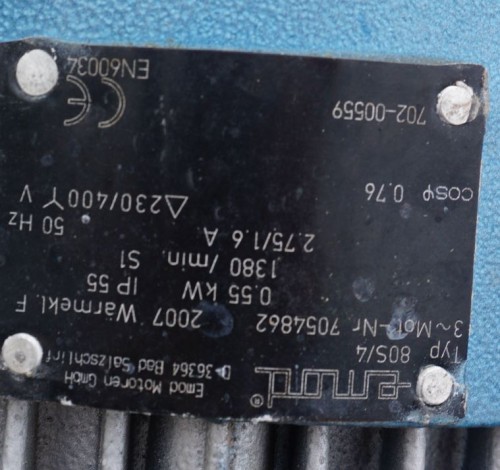 emod® Emod Motoren GmbH
D-36364 Bad Salzschlirf
Typ 80S/4
3~Mot-Nr 7054862 2007 Wärmekl. F
0.55 kW IP 55
1380 /min. S1
2.75/1.6 A 50 Hz
cosφ 0.76 △230/400Y V
702-00559 CE EN60034